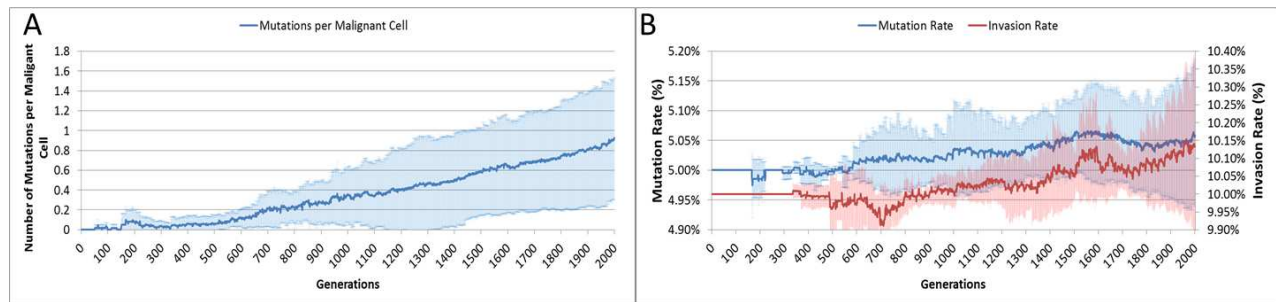 A
Mutations per Malignant Cell
Number of Mutations per Maligant
Cell
1.8
1.6
1.4
1.2
1
0.8
0.6
0.4
0.2
0
0 100 200 300 400 500 600 700 800 900 1000 1100 1200 1300 1400 1500 1600 1700 1800 1900 2000
Generations
B
Mutation Rate Invasion Rate
Mutation Rate (%)
5.20%
5.15%
5.10%
5.05%
5.00%
4.95%
4.90%
0 100 200 300 400 500 600 700 800 900 1000 1100 1200 1300 1400 1500 1600 1700 1800 1900 2000
Generations
10.40%
10.35%
10.30%
10.25%
10.20%
10.15%
10.10%
10.05%
10.00%
9.95%
9.90%
Invasion Rate (%)